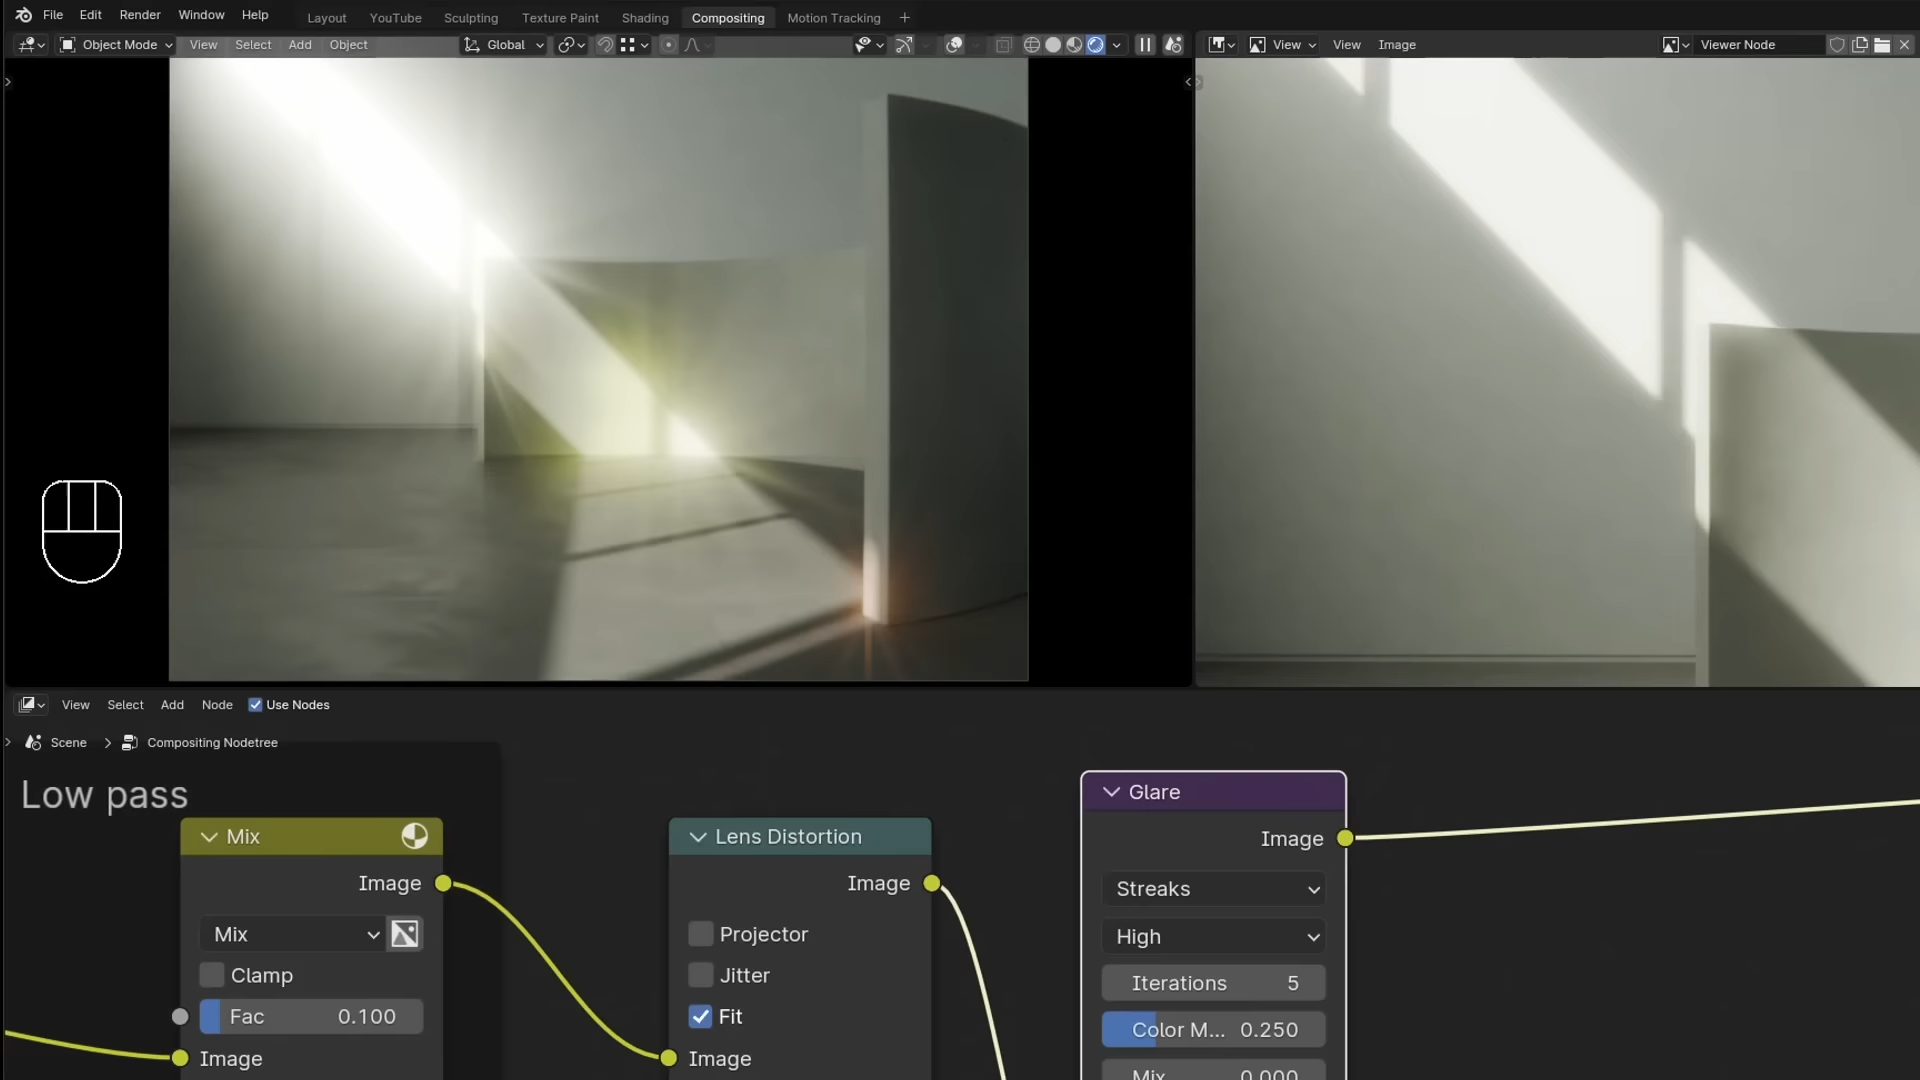 File Edit Render Window Help Layout YouTube Sculpting Texture Paint Shading Compositing Motion Tracking +
Object Mode View Select Add Object Global View View Image Viewer Node
View Select Add Node Use Nodes
Scene > Compositing Nodetree
Low pass
Mix
Image
Mix
Clamp
Fac 0.100
Image
Lens Distortion
Image
Projector
Jitter
Fit
Image
Glare
Image
Streaks
High
Iterations 5
Color M... 0.250
Mix 0.000